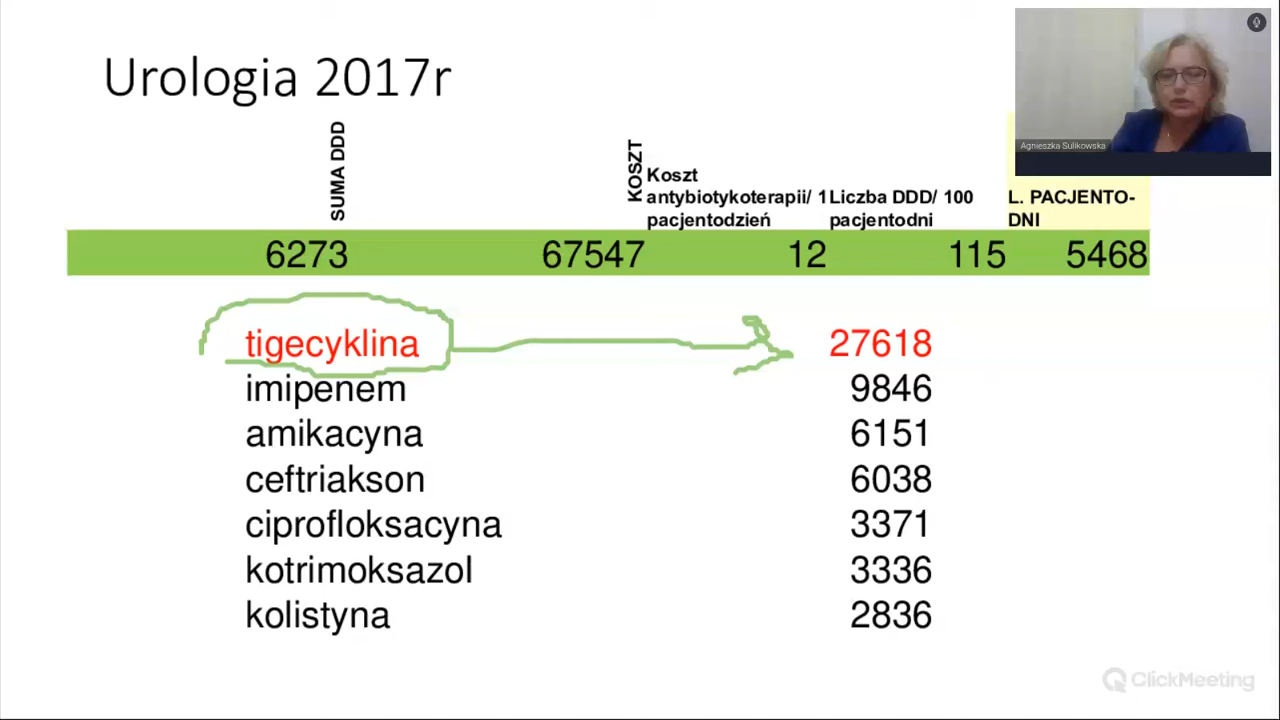 Urologia 2017r
Agnieszka Sulikowska
SUMA DDD
KOSZT
Koszt
antybiotykoterapii/ 1
pacjentodzień
Liczba DDD/ 100
pacjentodni
L. PACJENTO-
DNI
6273 67547 12 115 5468
tigecyklina 27618
imipenem 9846
amikacyna 6151
ceftriakson 6038
ciprofloksacyna 3371
kotrimoksazol 3336
kolistyna 2836
ClickMeeting